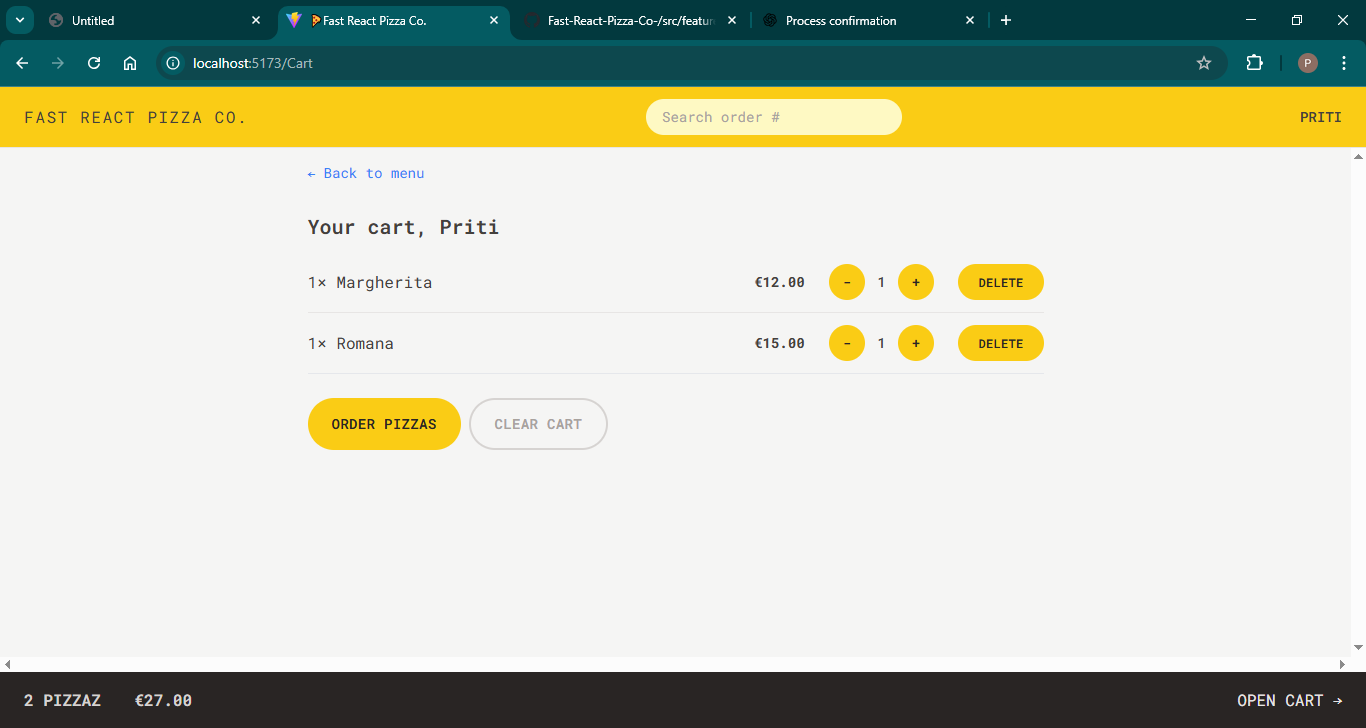 Untitled
Fast React Pizza Co.
Fast-React-Pizza-Co-/src/featur
Process confirmation
localhost:5173/Cart
P
FAST REACT PIZZA CO.
Search order #
PRITI
← Back to menu
Your cart, Priti
1× Margherita €12.00 - 1 + DELETE
1× Romana €15.00 - 1 + DELETE
ORDER PIZZAS CLEAR CART
2 PIZZAZ €27.00 OPEN CART →